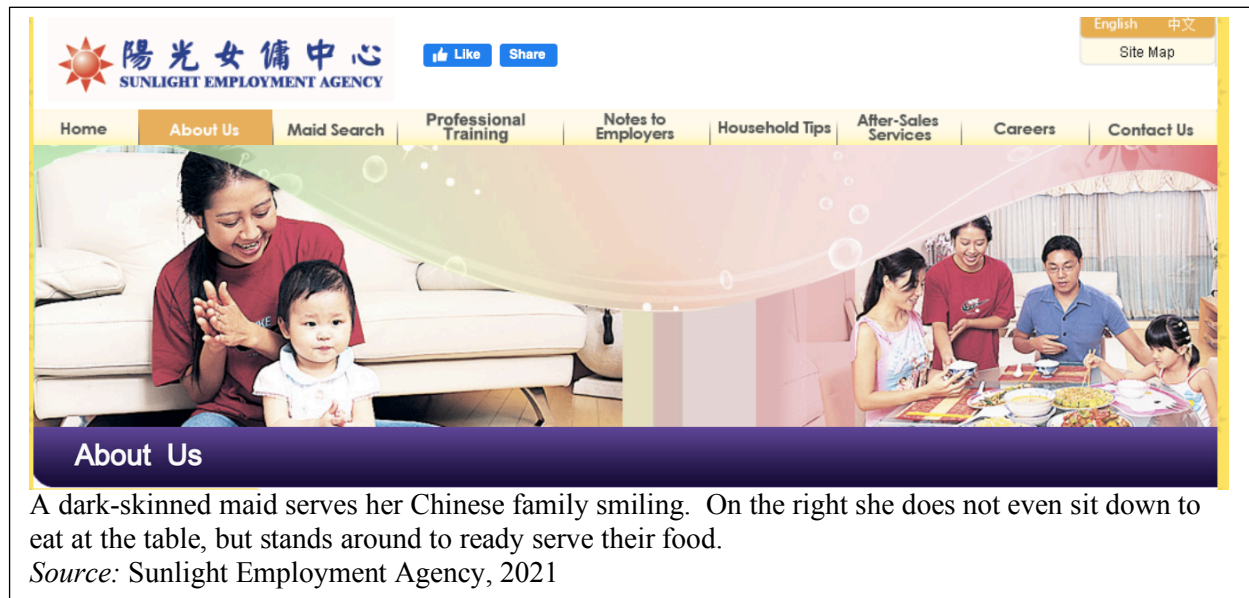 English 中文
Site Map
陽光女傭中心
SUNLIGHT EMPLOYMENT AGENCY
Like Share
Home About Us Maid Search Professional Training Notes to Employers Household Tips After-Sales Services Careers Contact Us
About Us
A dark-skinned maid serves her Chinese family smiling. On the right she does not even sit down to
eat at the table, but stands around to ready serve their food.
Source: Sunlight Employment Agency, 2021